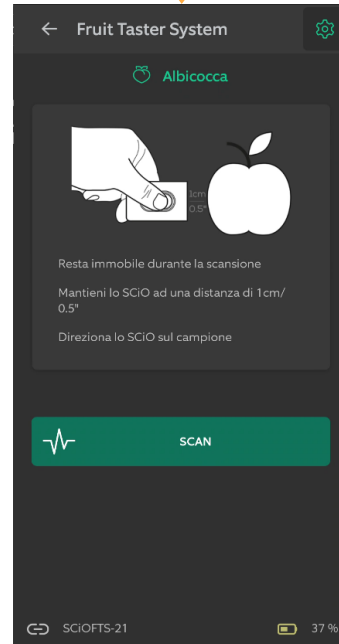 Fruit Taster System
Albicocca
1cm
0.5"
Resta immobile durante la scansione
Mantieni lo SCiO ad una distanza di 1cm/
0.5"
Direziona lo SCiO sul campione
SCAN
SCiOFTS-21
37 %